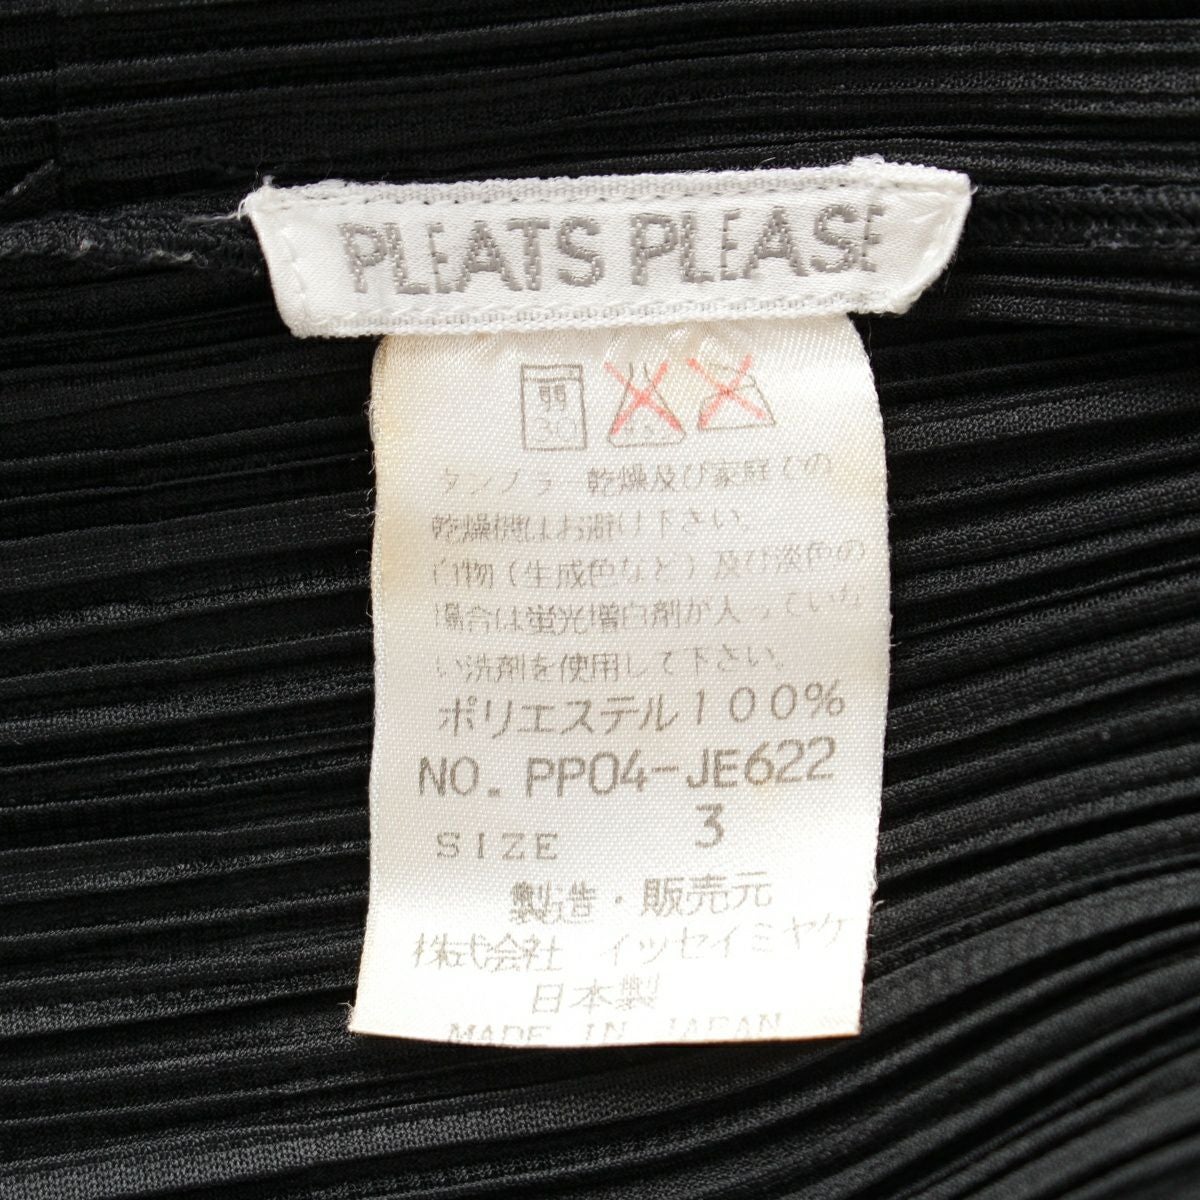 PLEATS PLEASE
弱
30
タンブラー乾燥及び家庭での
乾燥機はお避け下さい。
白物(生成色など)及び淡色の
場合は蛍光増白剤が入っていな
い洗剤を使用して下さい。
ポリエステル100%
NO. PP04-JE622
SIZE 3
製造・販売元
株式会社 イッセイミヤケ
日本製
MADE IN JAPAN